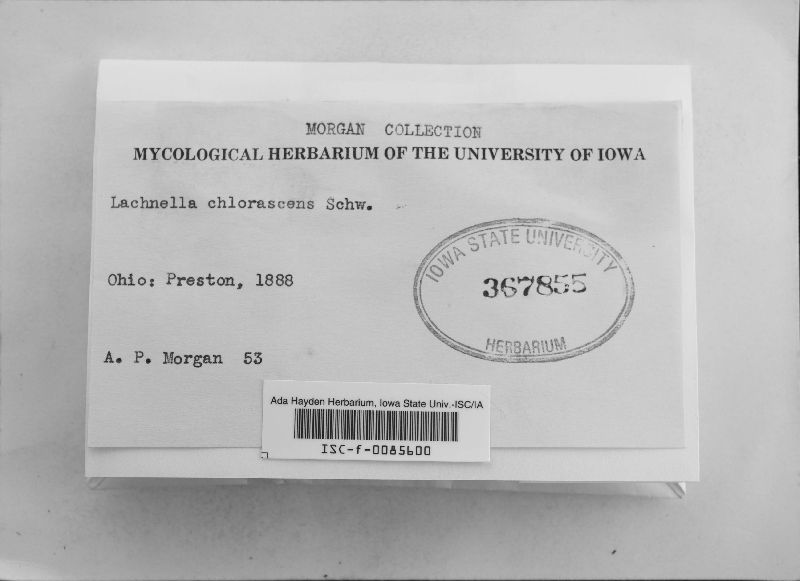 MORGAN COLLECTION
MYCOLOGICAL HERBARIUM OF THE UNIVERSITY OF IOWA
Lachnella chlorascens Schw.
IOWA STATE UNIVERSITY
367855
HERBARIUM
Ohio: Preston, 1888
A. P. Morgan 53
Ada Hayden Herbarium, Iowa State Univ.-ISC/IA
ISC-f-0085600